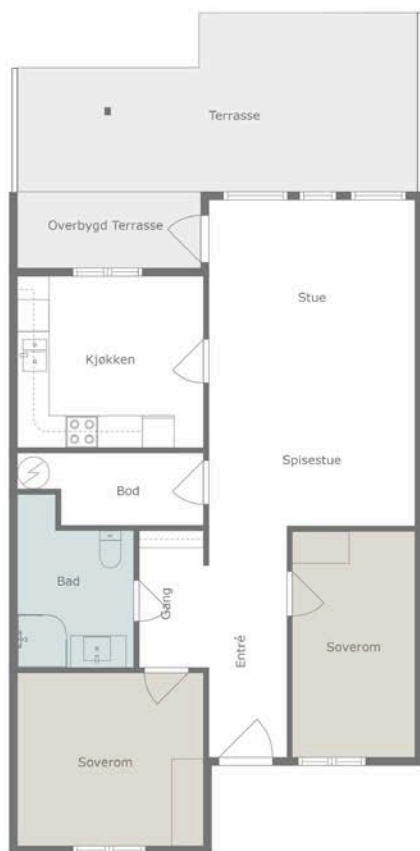 Terrasse
Overbygd Terrasse
Stue
Kjøkken
Spisestue
Bod
Bad
Gang
Entré
Soverom
Soverom